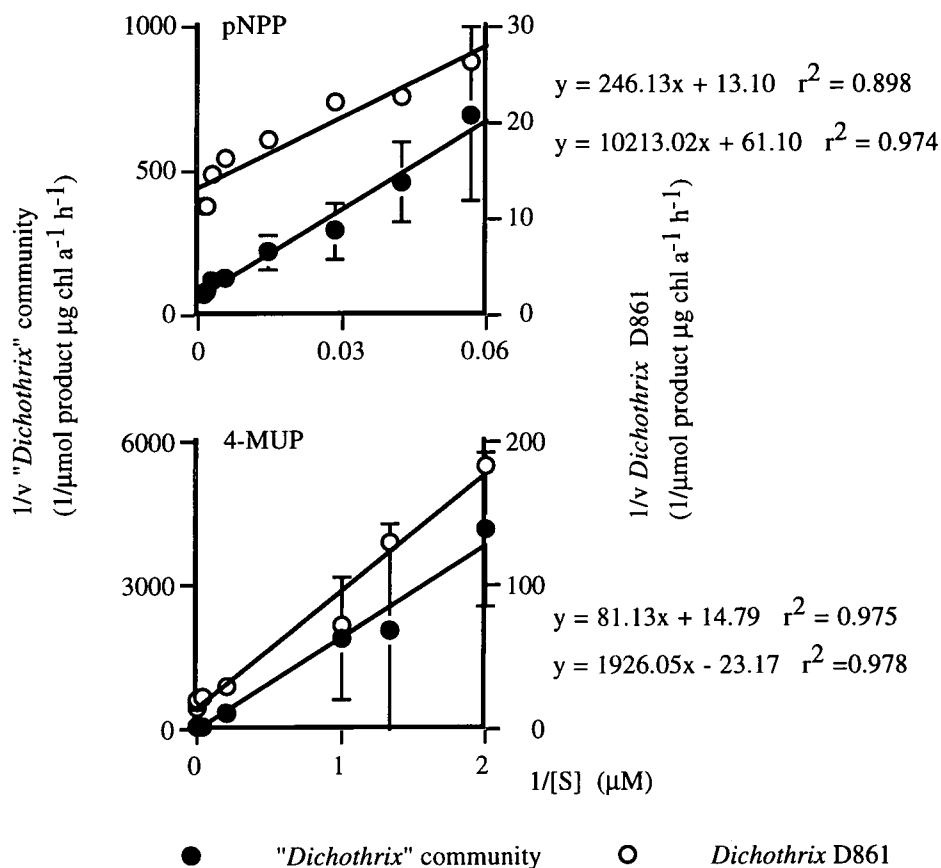 pNPP
1000
500
0
30
20
10
0
0
0.03
0.06
y = 246.13x + 13.10 r² = 0.898
y = 10213.02x + 61.10 r² = 0.974
1/v "Dichothrix" community
(1/μmol product μg chl a⁻¹ h⁻¹)
1/v Dichothrix D861
(1/μmol product μg chl a⁻¹ h⁻¹)
4-MUP
6000
3000
0
200
100
0
0
1
2
1/[S] (μM)
y = 81.13x + 14.79 r² = 0.975
y = 1926.05x - 23.17 r² =0.978
"Dichothrix" community
Dichothrix D861